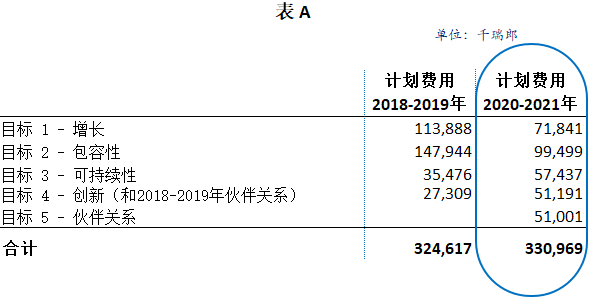 表 A
单位：千瑞郎
计划费用 计划费用
2018-2019年 2020-2021年
目标 1 - 增长 113,888 71,841
目标 2 - 包容性 147,944 99,499
目标 3 - 可持续性 35,476 57,437
目标 4 - 创新（和2018-2019年伙伴关系） 27,309 51,191
目标 5 - 伙伴关系 51,001
合计 324,617 330,969